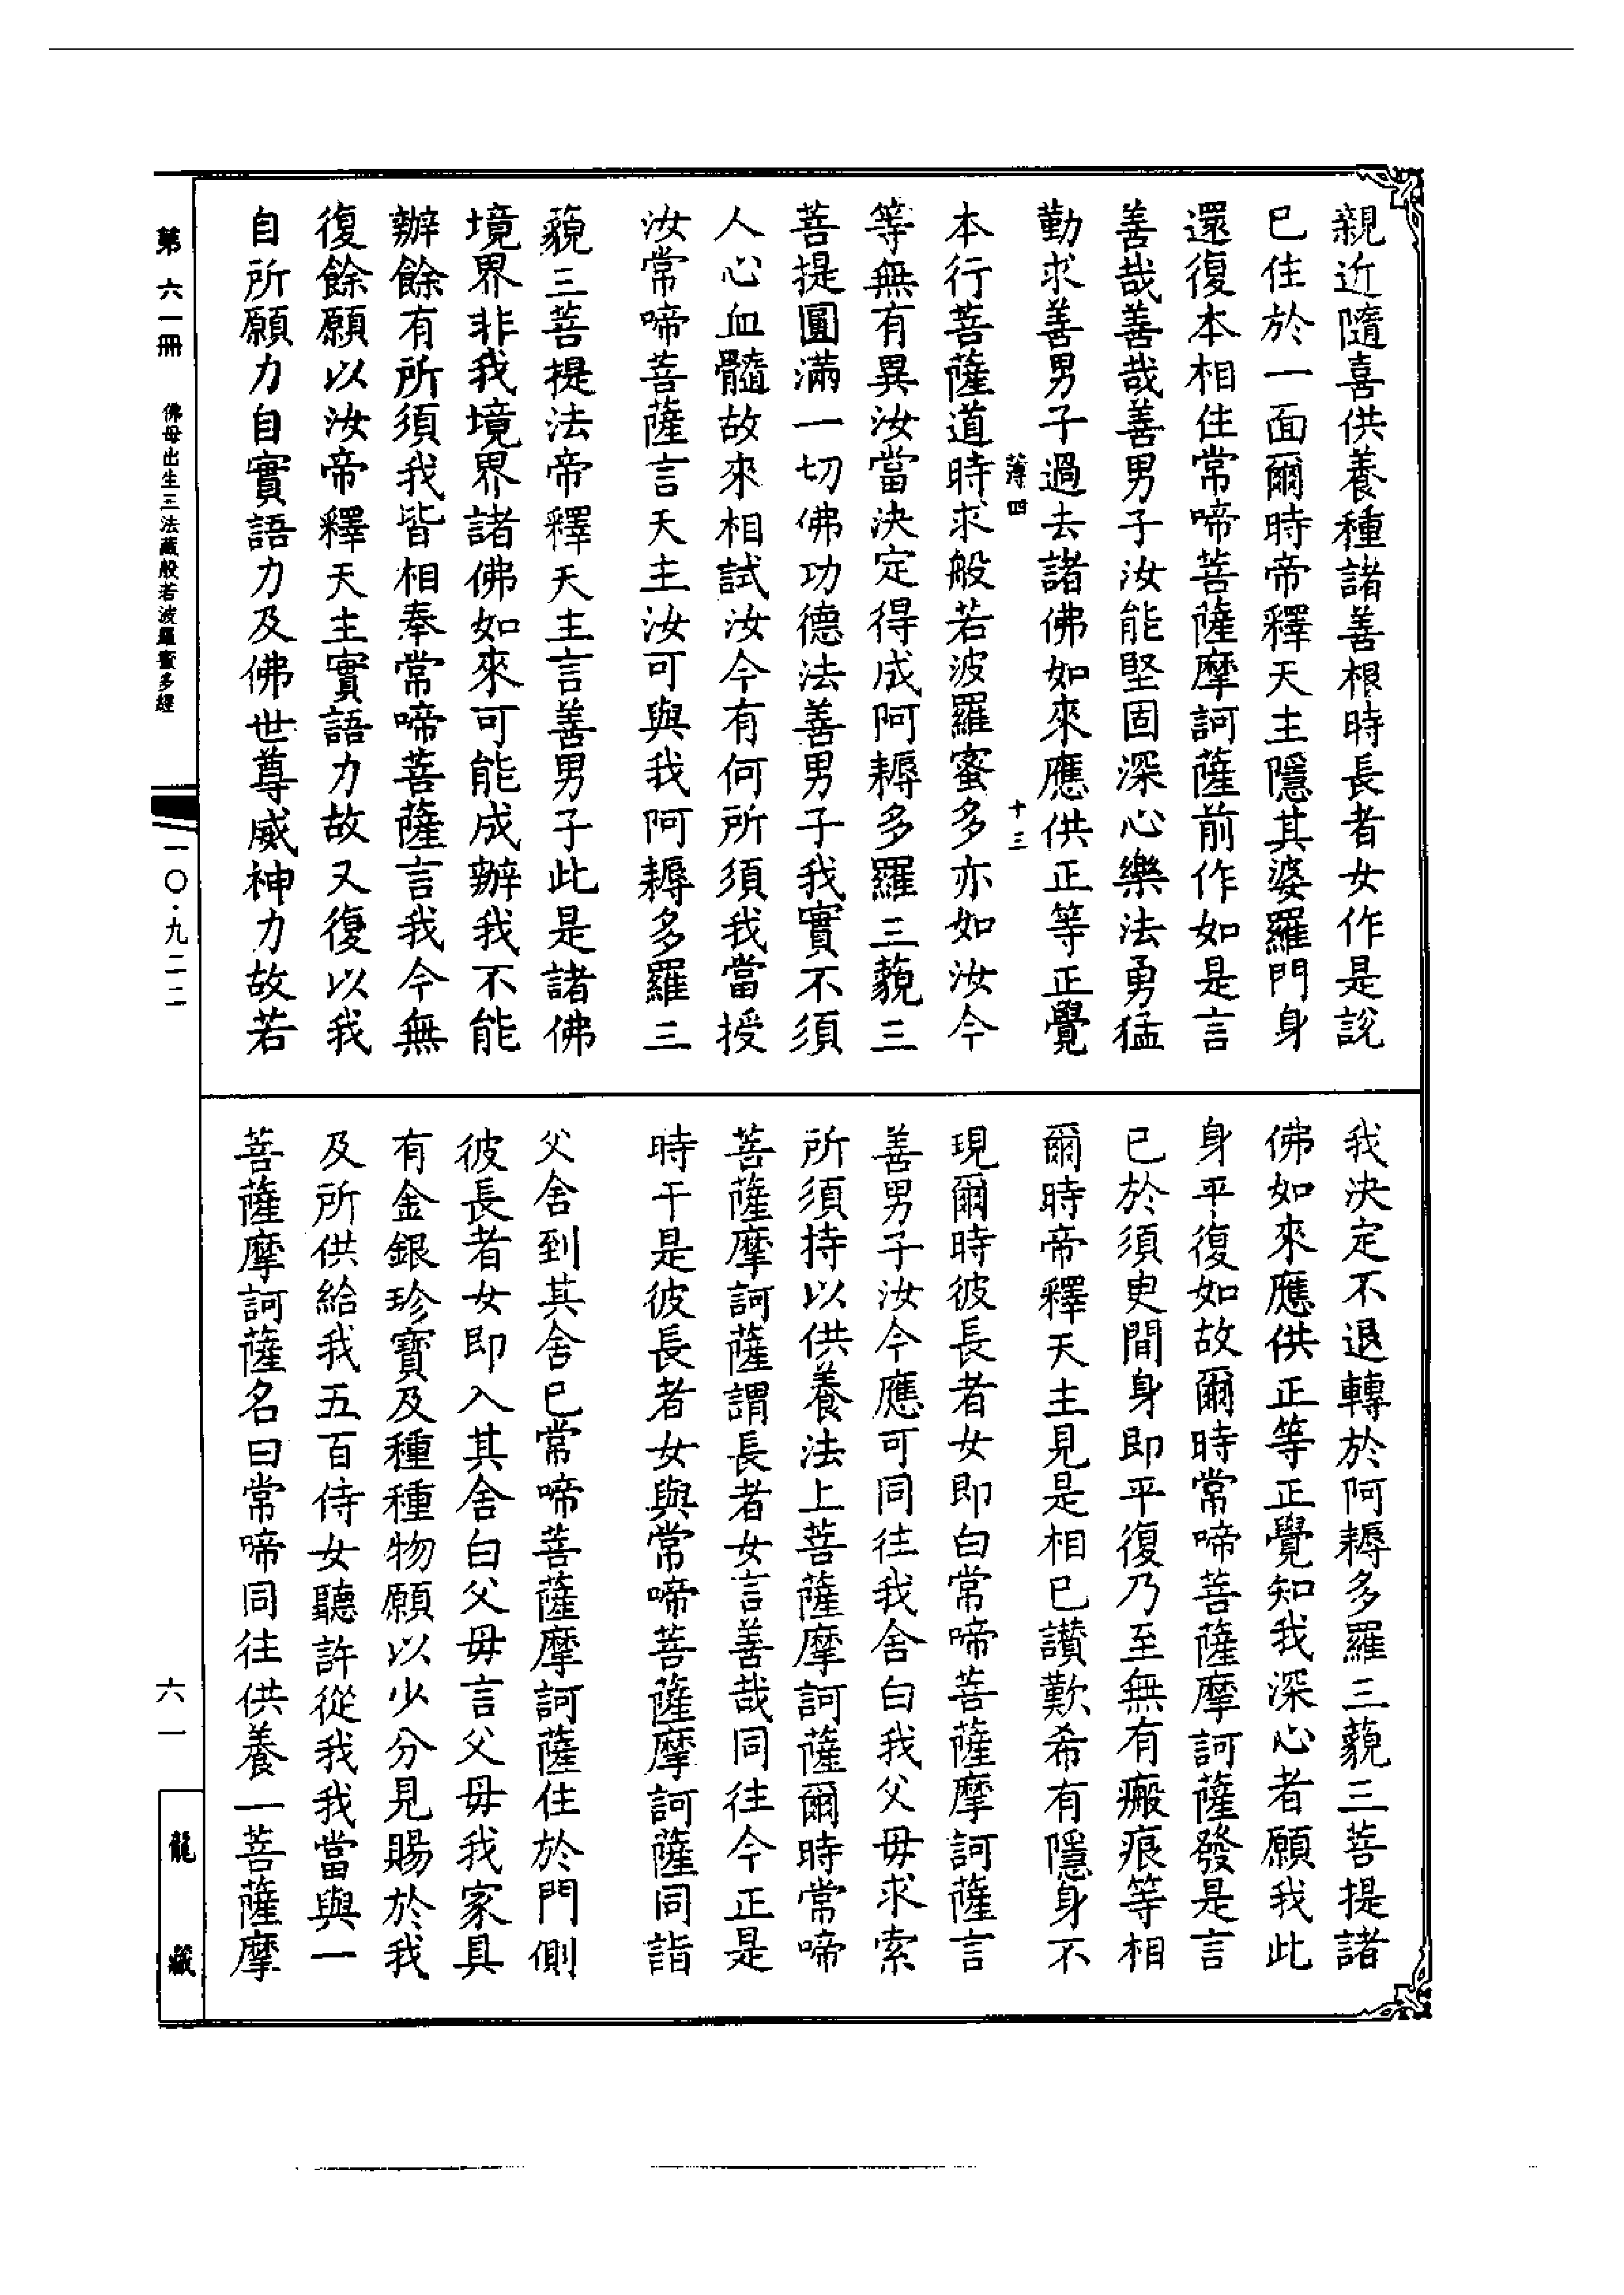 親近隨喜供養種諸善根時長者女作是說
已住於一面爾時帝釋天主隱其婆羅門身
還復本相住常啼菩薩摩訶薩前作如是言
善哉善哉善男子汝能堅固深心樂法勇猛
勤求善男子過去諸佛如來應供正等正覺
薄四 十三
本行菩薩道時求般若波羅蜜多亦如汝今
等無有異汝當決定得成阿耨多羅三藐三
菩提圓滿一切佛功德法善男子我實不須
人心血髓故來相試汝今有何所須我當授
汝常啼菩薩言天主汝可與我阿耨多羅三
藐三菩提法帝釋天主言善男子此是諸佛
境界非我境界諸佛如來可能成辦我不能
辦餘有所須我皆相奉常啼菩薩言我今無
復餘願以汝帝釋天主實語力故又復以我
自所願力自實語力及佛世尊威神力故若
我決定不退轉於阿耨多羅三藐三菩提諸
佛如來應供正等正覺知我深心者願我此
身平復如故爾時常啼菩薩摩訶薩發是言
已於須臾間身即平復乃至無有瘢痕等相
爾時帝釋天主見是相已讚歎希有隱身不
現爾時彼長者女即白常啼菩薩摩訶薩言
善男子汝今應可同往我舍白我父母求索
所須持以供養法上菩薩摩訶薩爾時常啼
菩薩摩訶薩謂長者女言善哉同往今正是
時于是彼長者女與常啼菩薩摩訶薩同詣
父舍到其舍已常啼菩薩摩訶薩住於門側
彼長者女即入其舍白父母言父母我家具
有金銀珍寶及種種物願以少分見賜於我
及所供給我五百侍女聽許從我我當與一
菩薩摩訶薩名曰常啼同往供養一菩薩摩
第六一冊 佛母出生三法藏般若波羅蜜多經
一〇·九二二
六一
龍藏